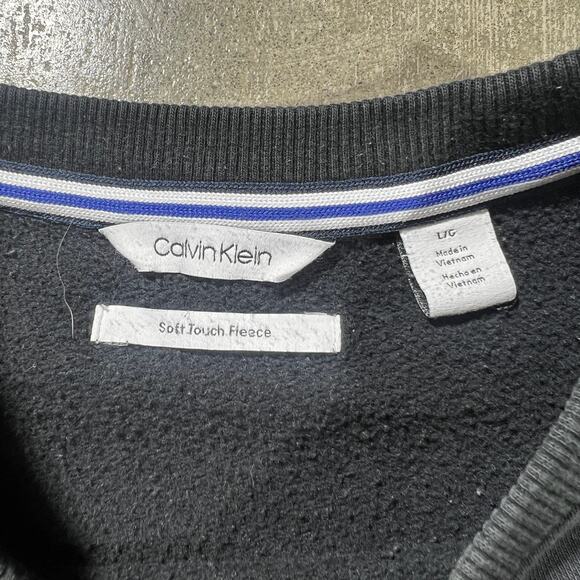 Calvin Klein
L/G
Made in
Vietnam
Hecho en
Vietnam
Soft Touch Fleece